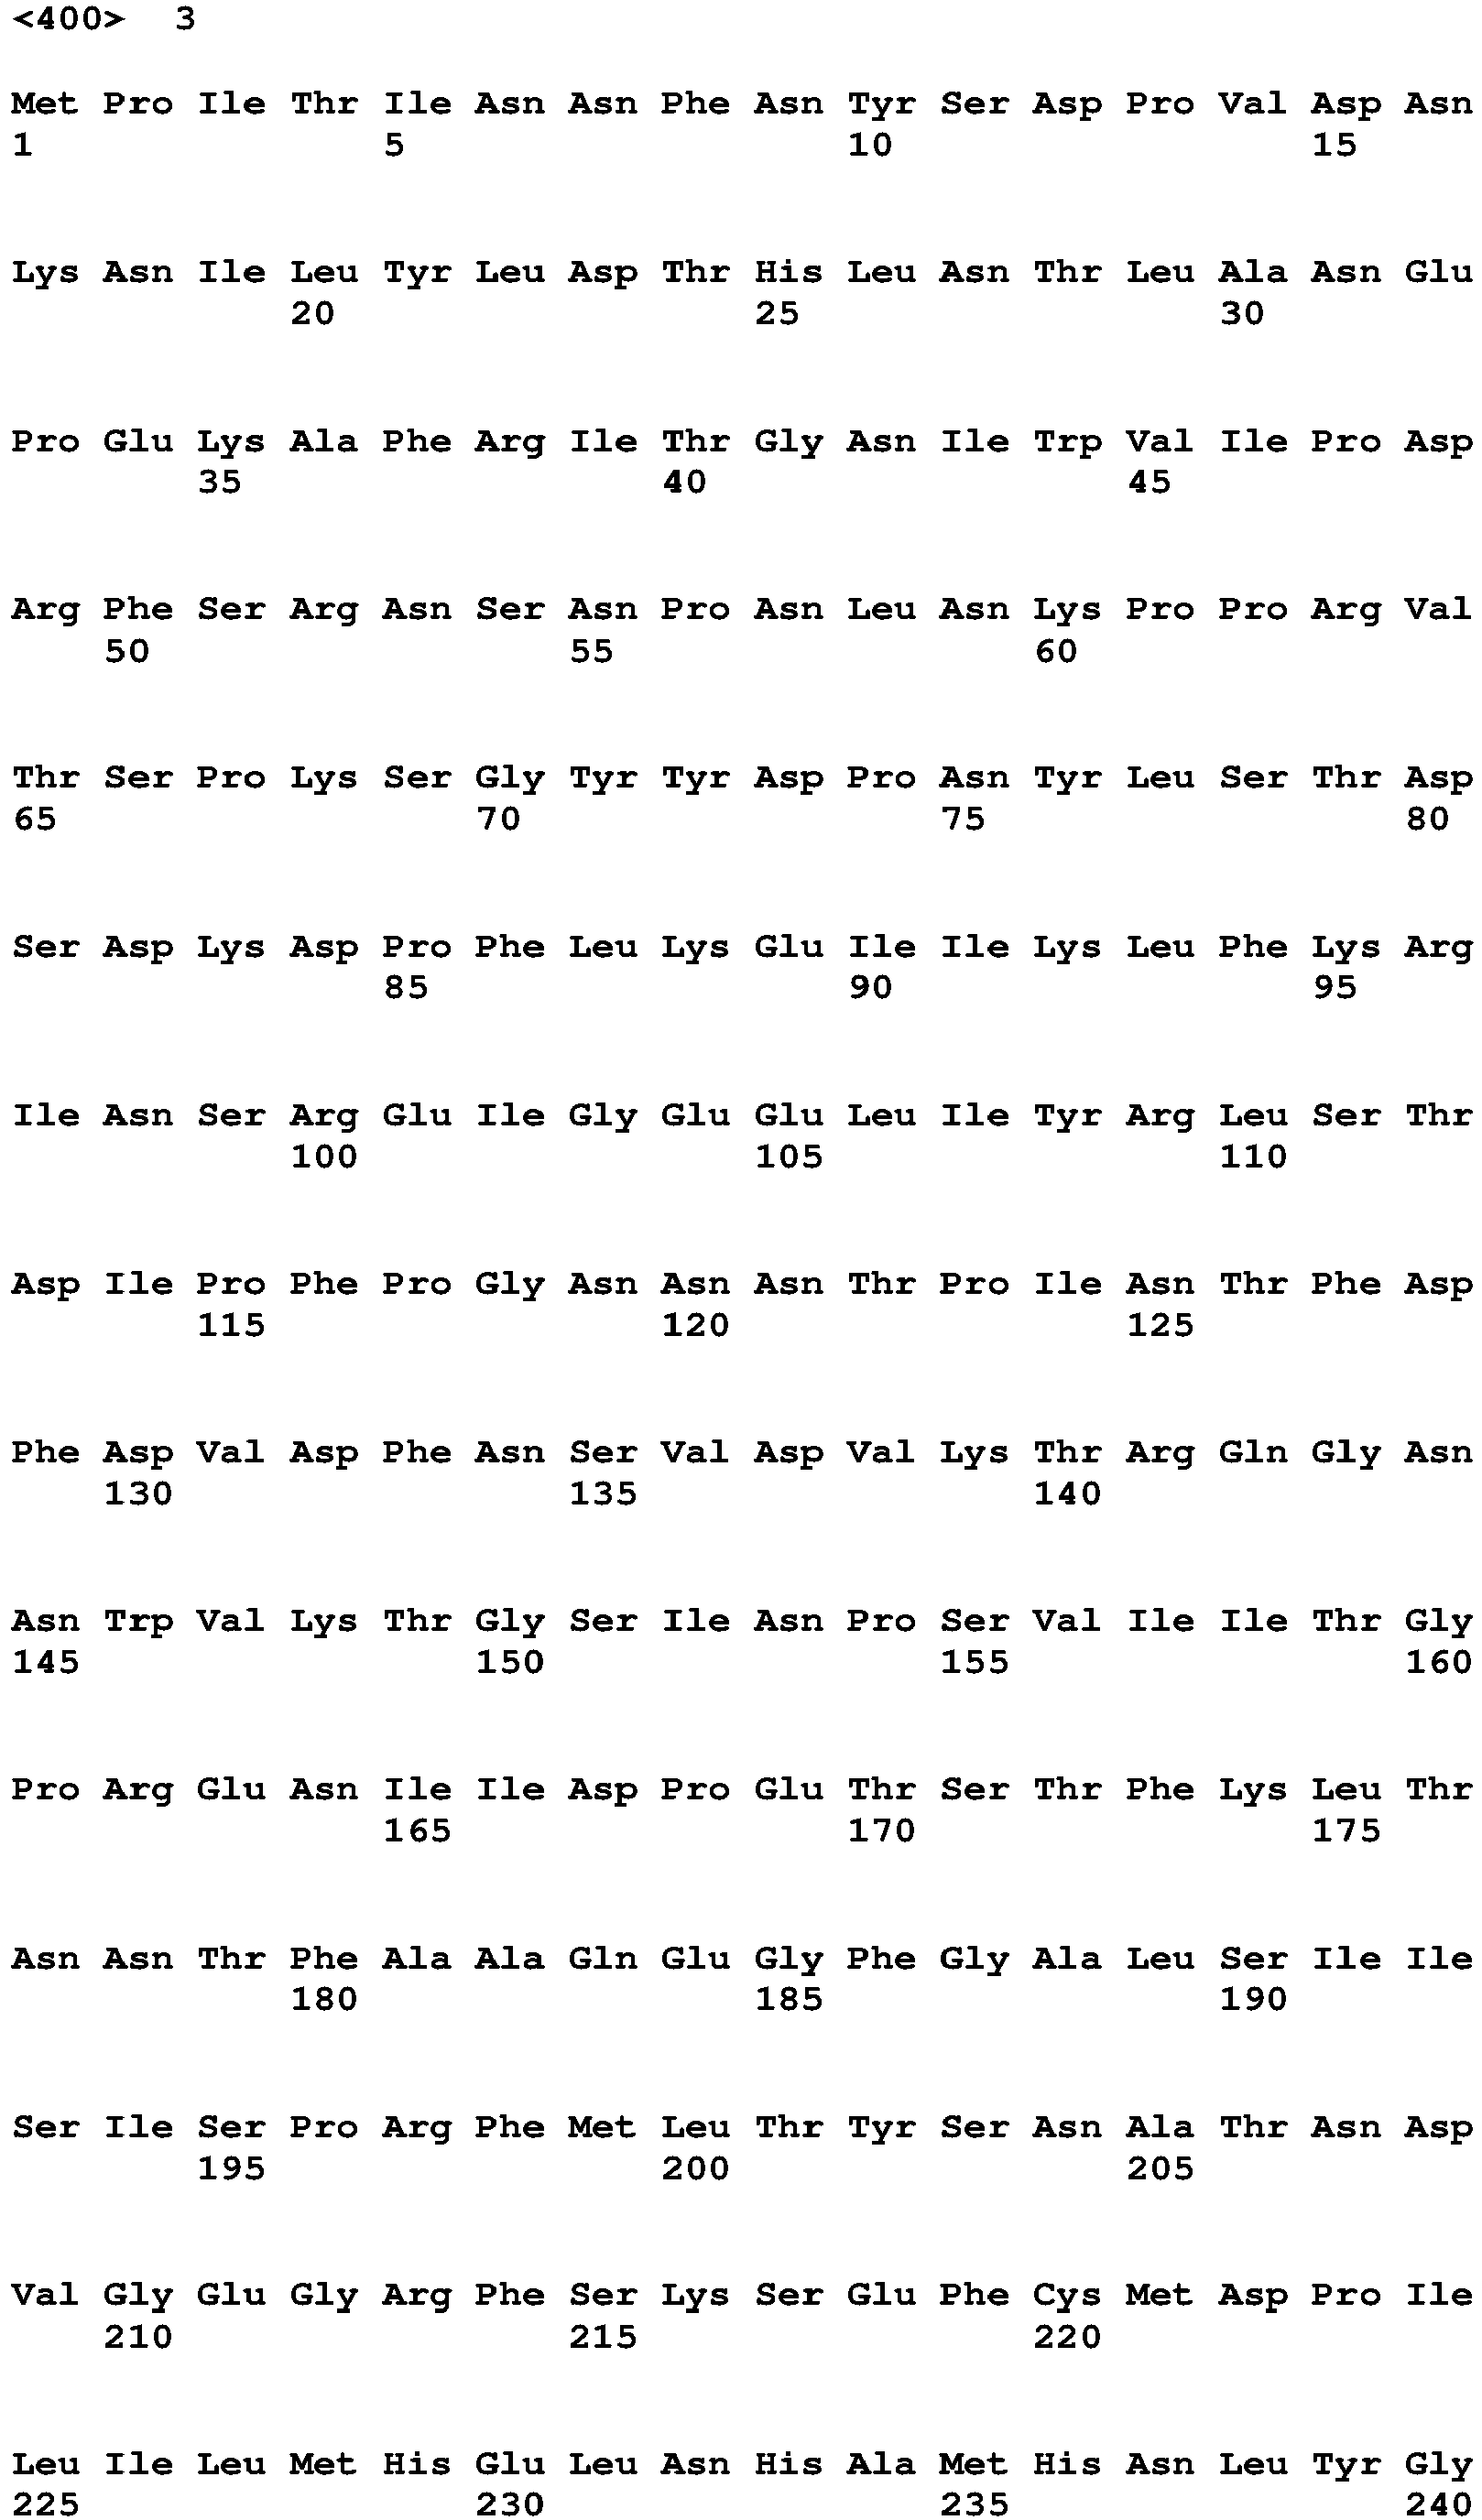 <400> 3
Met Pro Ile Thr Ile Asn Asn Phe Asn Tyr Ser Asp Pro Val Asp Asn
1 5 10 15
Lys Asn Ile Leu Tyr Leu Asp Thr His Leu Asn Thr Leu Ala Asn Glu
20 25 30
Pro Glu Lys Ala Phe Arg Ile Thr Gly Asn Ile Trp Val Ile Pro Asp
35 40 45
Arg Phe Ser Arg Asn Ser Asn Pro Asn Leu Asn Lys Pro Pro Arg Val
50 55 60
Thr Ser Pro Lys Ser Gly Tyr Tyr Asp Pro Asn Tyr Leu Ser Thr Asp
65 70 75 80
Ser Asp Lys Asp Pro Phe Leu Lys Glu Ile Ile Lys Leu Phe Lys Arg
85 90 95
Ile Asn Ser Arg Glu Ile Gly Glu Glu Leu Ile Tyr Arg Leu Ser Thr
100 105 110
Asp Ile Pro Phe Pro Gly Asn Asn Asn Thr Pro Ile Asn Thr Phe Asp
115 120 125
Phe Asp Val Asp Phe Asn Ser Val Asp Val Lys Thr Arg Gln Gly Asn
130 135 140
Asn Trp Val Lys Thr Gly Ser Ile Asn Pro Ser Val Ile Ile Thr Gly
145 150 155 160
Pro Arg Glu Asn Ile Ile Asp Pro Glu Thr Ser Thr Phe Lys Leu Thr
165 170 175
Asn Asn Thr Phe Ala Ala Gln Glu Gly Phe Gly Ala Leu Ser Ile Ile
180 185 190
Ser Ile Ser Pro Arg Phe Met Leu Thr Tyr Ser Asn Ala Thr Asn Asp
195 200 205
Val Gly Glu Gly Arg Phe Ser Lys Ser Glu Phe Cys Met Asp Pro Ile
210 215 220
Leu Ile Leu Met His Glu Leu Asn His Ala Met His Asn Leu Tyr Gly
225 230 235 240